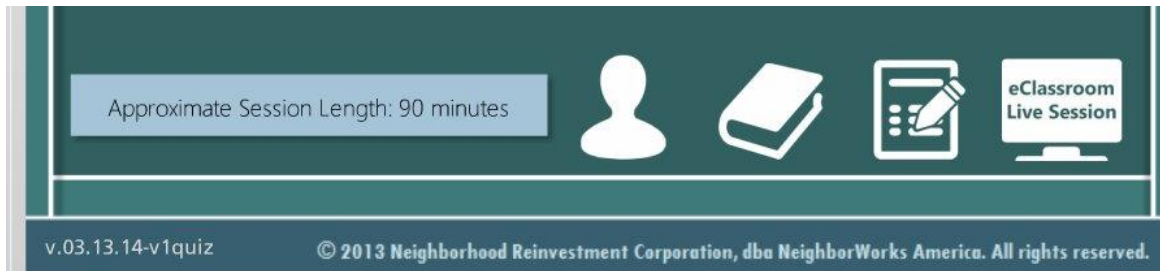 Approximate Session Length: 90 minutes
eClassroom
Live Session
v.03.13.14-v1quiz
© 2013 Neighborhood Reinvestment Corporation, dba NeighborWorks America. All rights reserved.